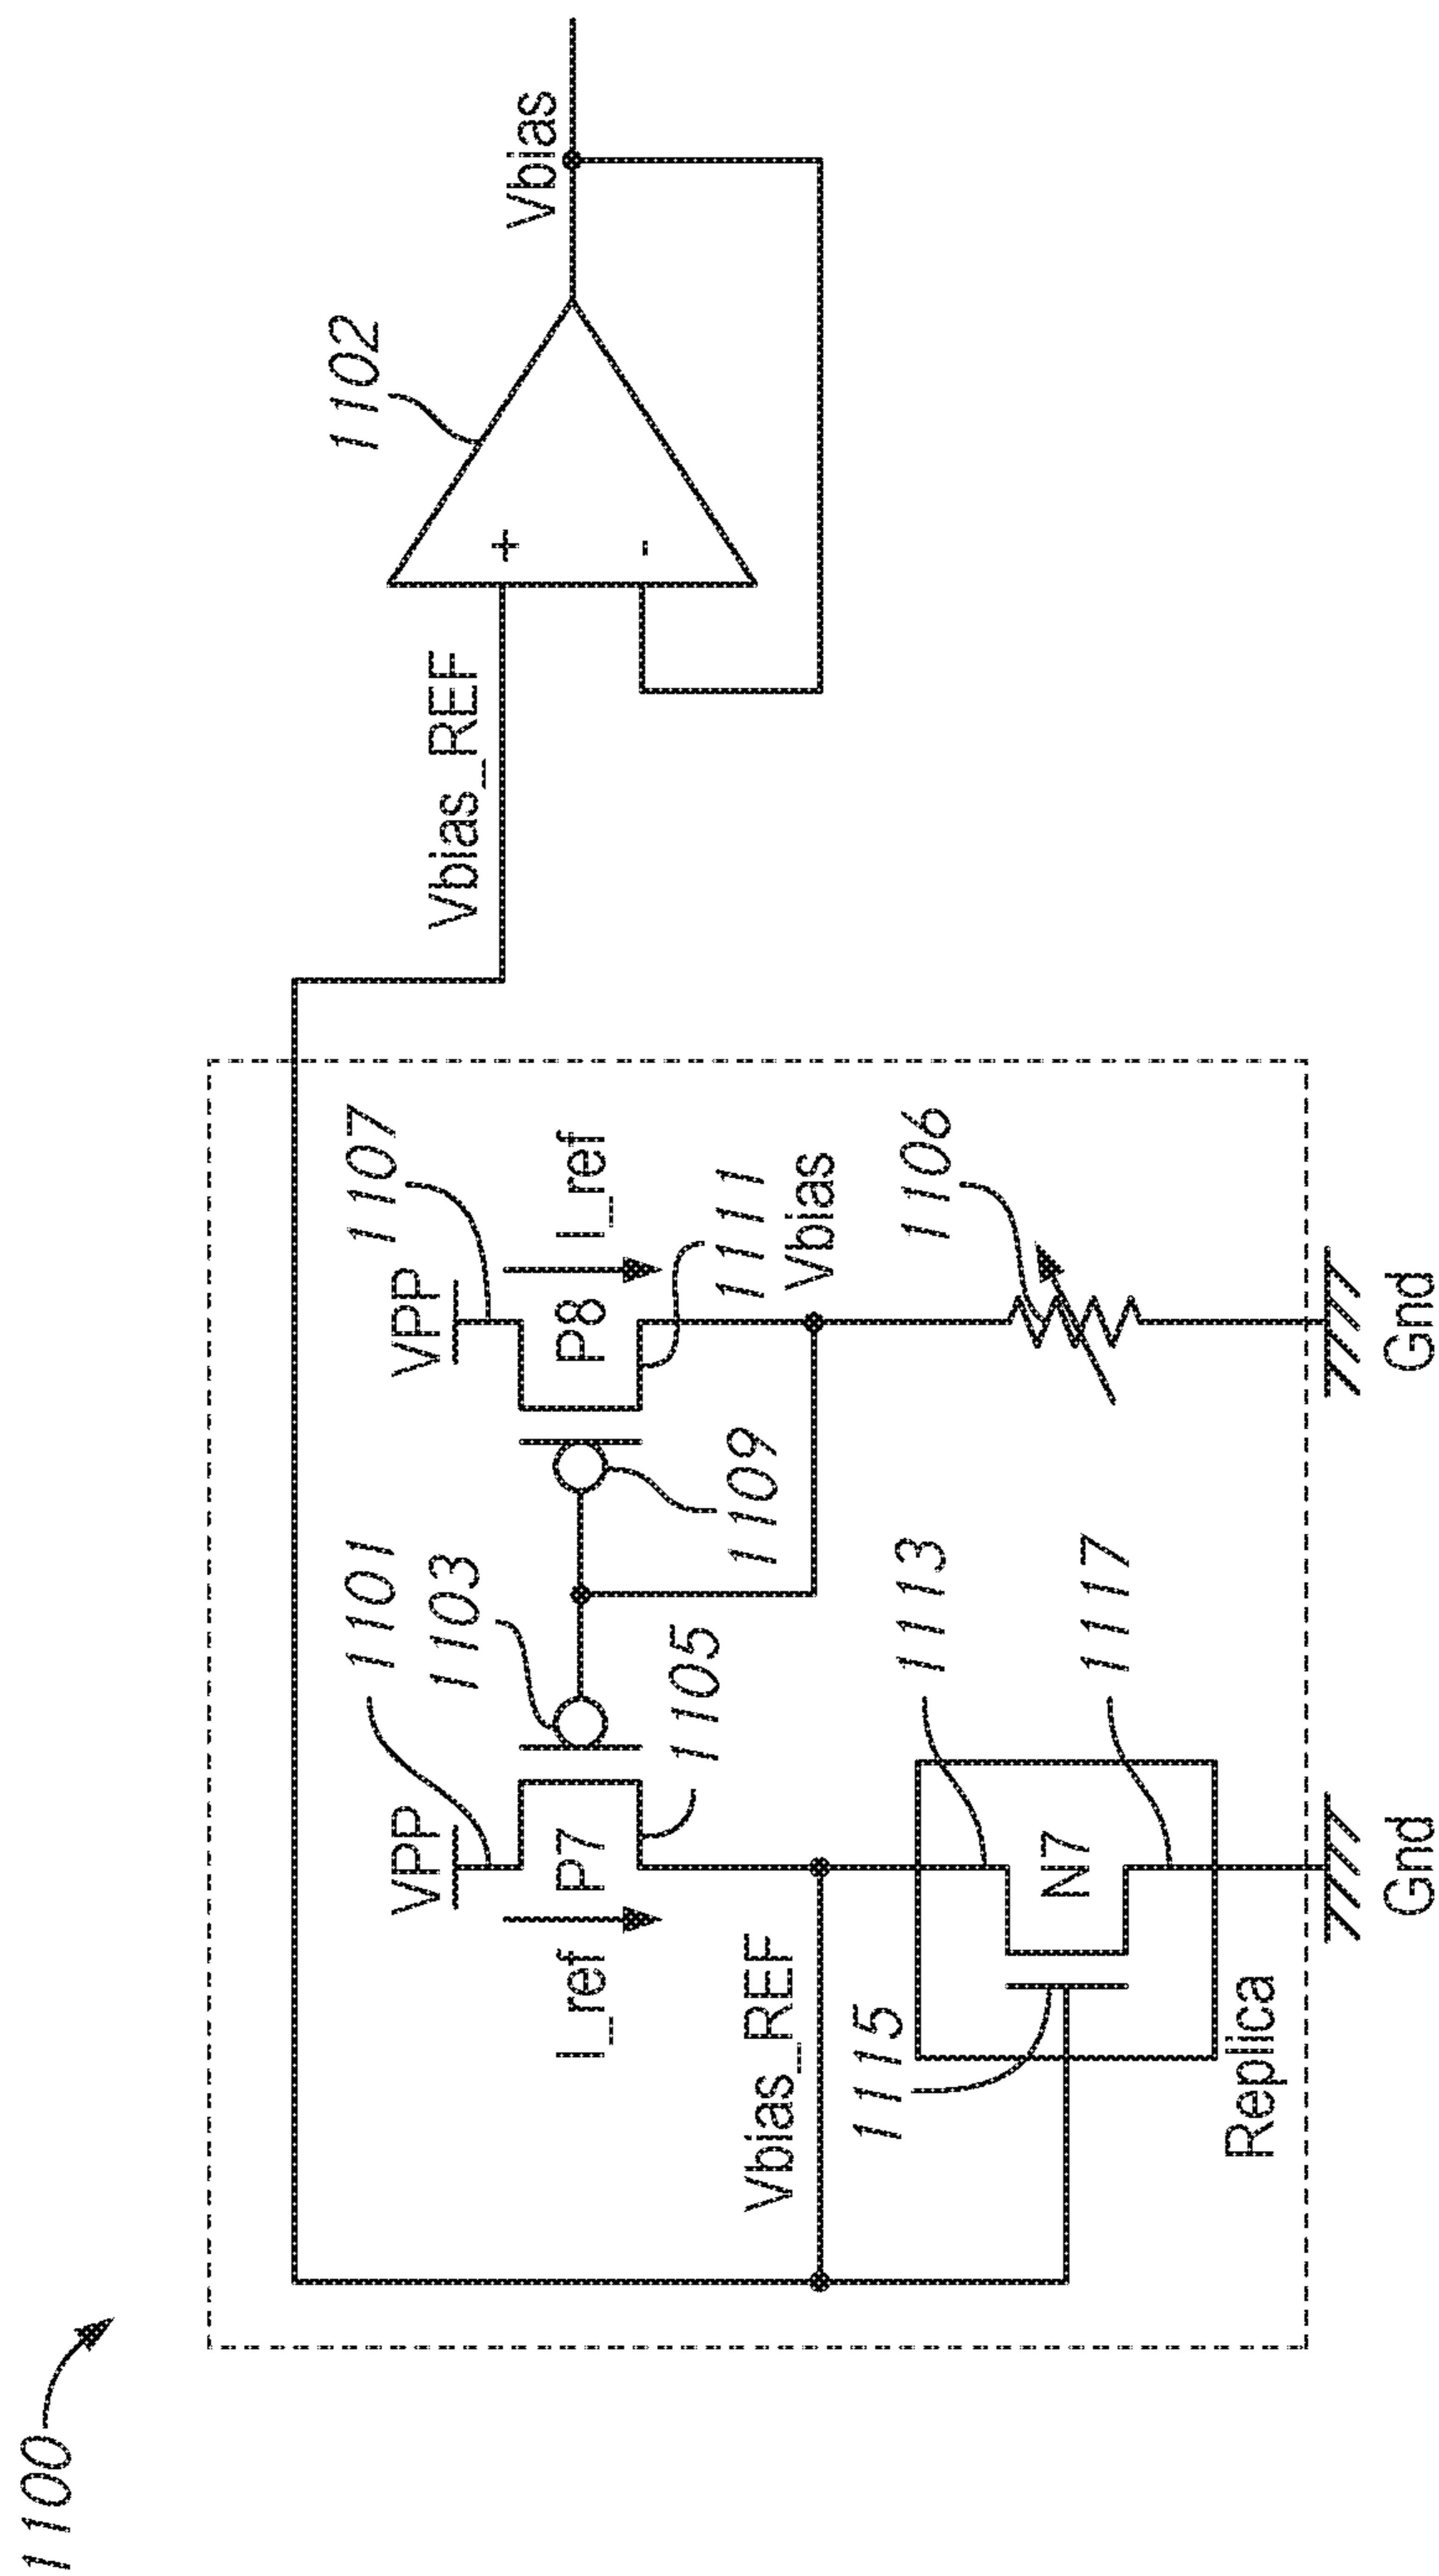 1100
1101
VPP
1103
I_ref
P7
1105
Vbias_REF
1107
VPP
P8
I_ref
1109
1111
Vbias
1106
1113
1115
N7
1117
Replica
Gnd
Gnd
Vbias_REF
1102
+
-
Vbias